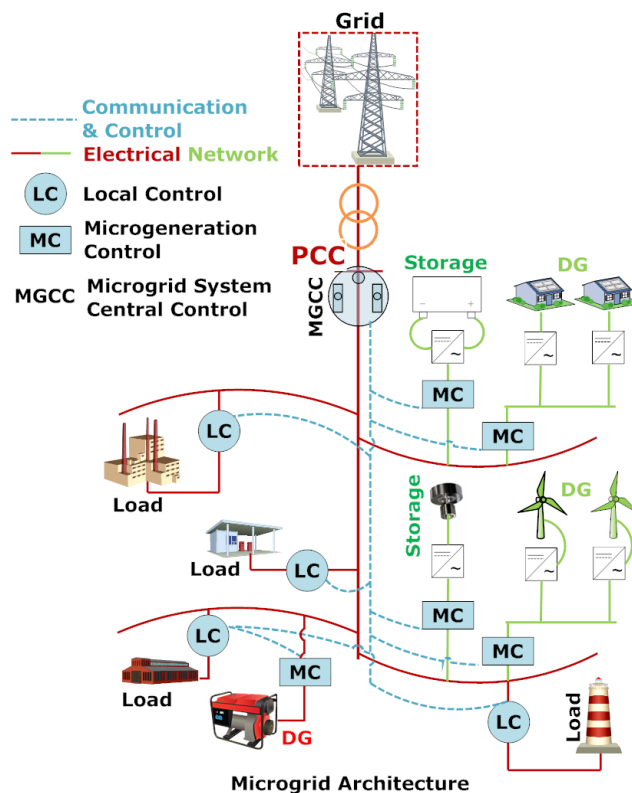 Grid
Communication
& Control
Electrical Network
LC Local Control
MC Microgeneration
Control
MGCC Microgrid System
Central Control
PCC
MGCC
Storage
DG
− +
~
~
~
MC
MC
LC
Load
Storage
DG
~
~
~
Load
LC
MC
MC
LC
MC
Load
DG
LC
Load
Microgrid Architecture